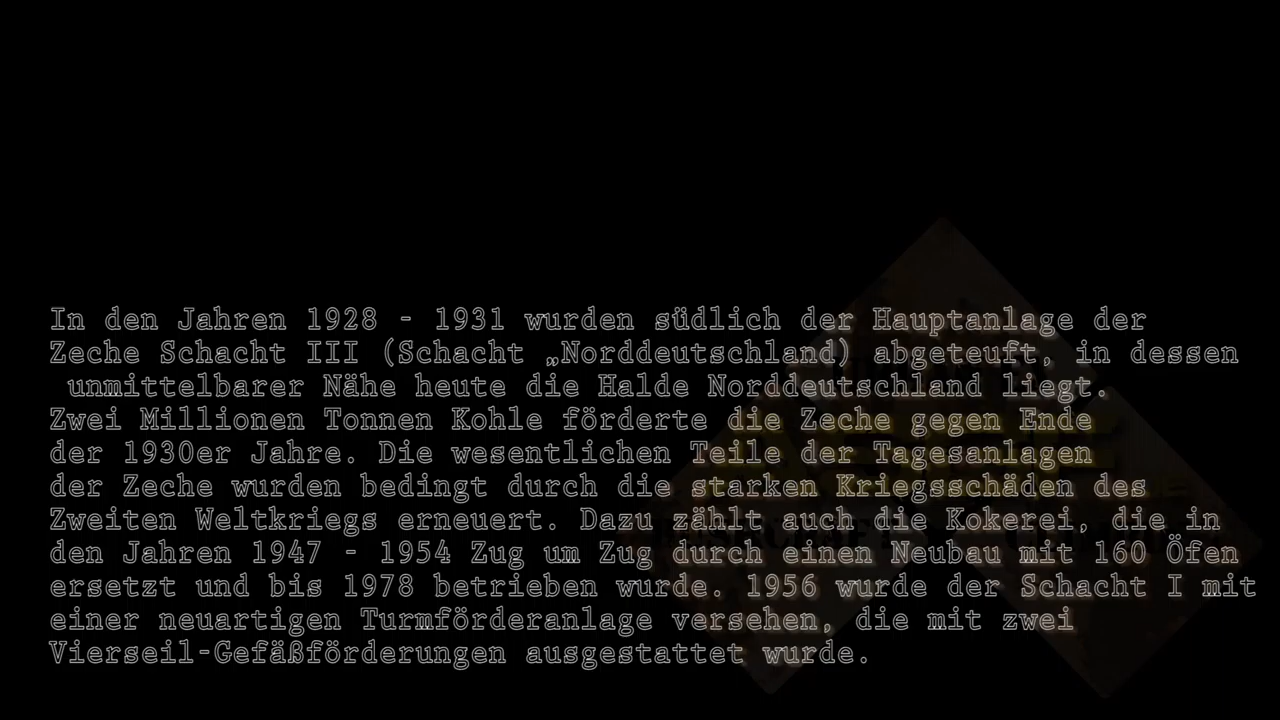 In den Jahren 1928 - 1931 wurden südlich der Hauptanlage der
Zeche Schacht III (Schacht „Norddeutschland) abgeteuft, in dessen
unmittelbarer Nähe heute die Halde Norddeutschland liegt.
Zwei Millionen Tonnen Kohle förderte die Zeche gegen Ende
der 1930er Jahre. Die wesentlichen Teile der Tagesanlagen
der Zeche wurden bedingt durch die starken Kriegsschäden des
Zweiten Weltkriegs erneuert. Dazu zählt auch die Kokerei, die in
den Jahren 1947 - 1954 Zug um Zug durch einen Neubau mit 160 Öfen
ersetzt und bis 1978 betrieben wurde. 1956 wurde der Schacht I mit
einer neuartigen Turmförderanlage versehen, die mit zwei
Vierseil-Gefäßförderungen ausgestattet wurde.